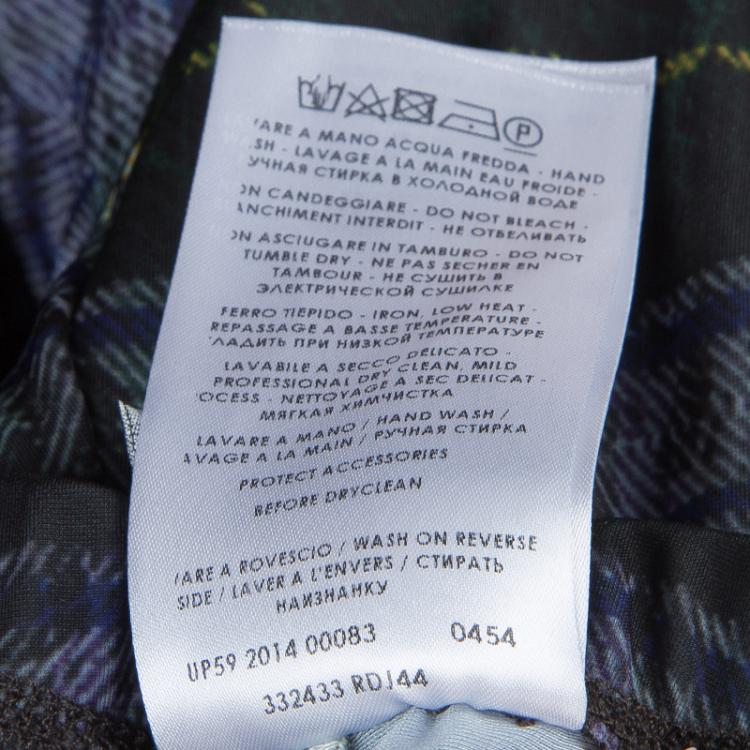 P
ARE A MANO ACQUA FREDDA - HAND
SH - LAVAGE A LA MAIN EAU FROIDE -
УЧНАЯ СТИРКА В ХОЛОДНОЙ ВОДЕ
ON CANDEGGIARE - DO NOT BLEACH -
ANCHIMENT INTERDIT - НЕ ОТБЕЛИВАТЬ
ON ASCIUGARE IN TAMBURO - DO NOT
TUMBLE DRY - NE PAS SECHER EN
TAMBOUR - НЕ СУШИТЬ В
ЭЛЕКТРИЧЕСКОЙ СУШИЛКЕ
FERRO TIEPIDO - IRON, LOW HEAT -
REPASSAGE A BASSE TEMPERATURE -
ЛАДИТЬ ПРИ НИЗКОЙ ТЕМПЕРАТУРЕ
LAVABILE A SECCO DELICATO -
PROFESSIONAL DRY CLEAN, MILD
OCESS - NETTOYAGE A SEC DELICAT -
МЯГКАЯ ХИМЧИСТКА
LAVARE A MANO / HAND WASH /
AVAGE A LA MAIN / РУЧНАЯ СТИРКА
PROTECT ACCESSORIES
BEFORE DRYCLEAN
ARE A ROVESCIO / WASH ON REVERSE
SIDE / LAVER A L'ENVERS / СТИРАТЬ
НАИЗНАНКУ
UP59 2014 00083 0454
332433 RDJ44